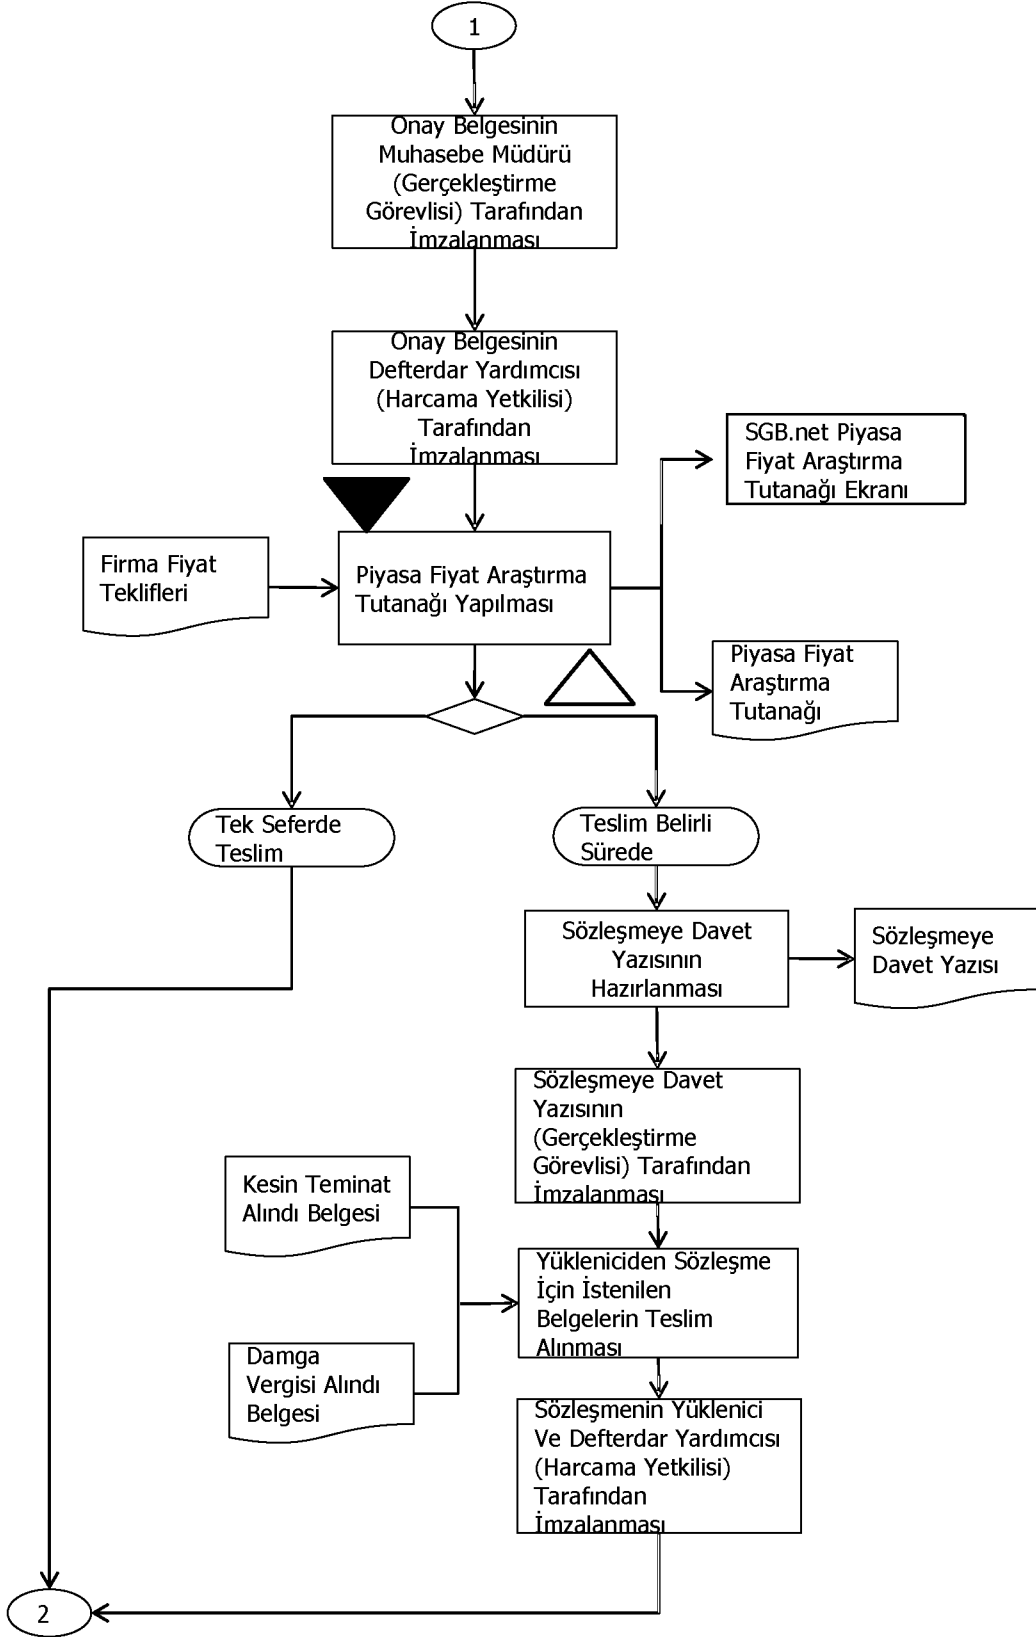 1
Onay Belgesinin
Muhasebe Müdürü
(Gerçekleştirme
Görevlisi) Tarafından
İmzalanması
Onay Belgesinin
Defterdar Yardımcısı
(Harcama Yetkilisi)
Tarafından
İmzalanması
SGB.net Piyasa
Fiyat Araştırma
Tutanağı Ekranı
Firma Fiyat
Teklifleri
Piyasa Fiyat Araştırma
Tutanağı Yapılması
Piyasa Fiyat
Araştırma
Tutanağı
Tek Seferde
Teslim
Teslim Belirli
Sürede
Sözleşmeye Davet
Yazısının
Hazırlanması
Sözleşmeye
Davet Yazısı
Sözleşmeye Davet
Yazısının
(Gerçekleştirme
Görevlisi) Tarafından
İmzalanması
Kesin Teminat
Alındı Belgesi
Yükleniciden Sözleşme
İçin İstenilen
Belgelerin Teslim
Alınması
Damga
Vergisi Alındı
Belgesi
Sözleşmenin Yüklenici
Ve Defterdar Yardımcısı
(Harcama Yetkilisi)
Tarafından
İmzalanması
2